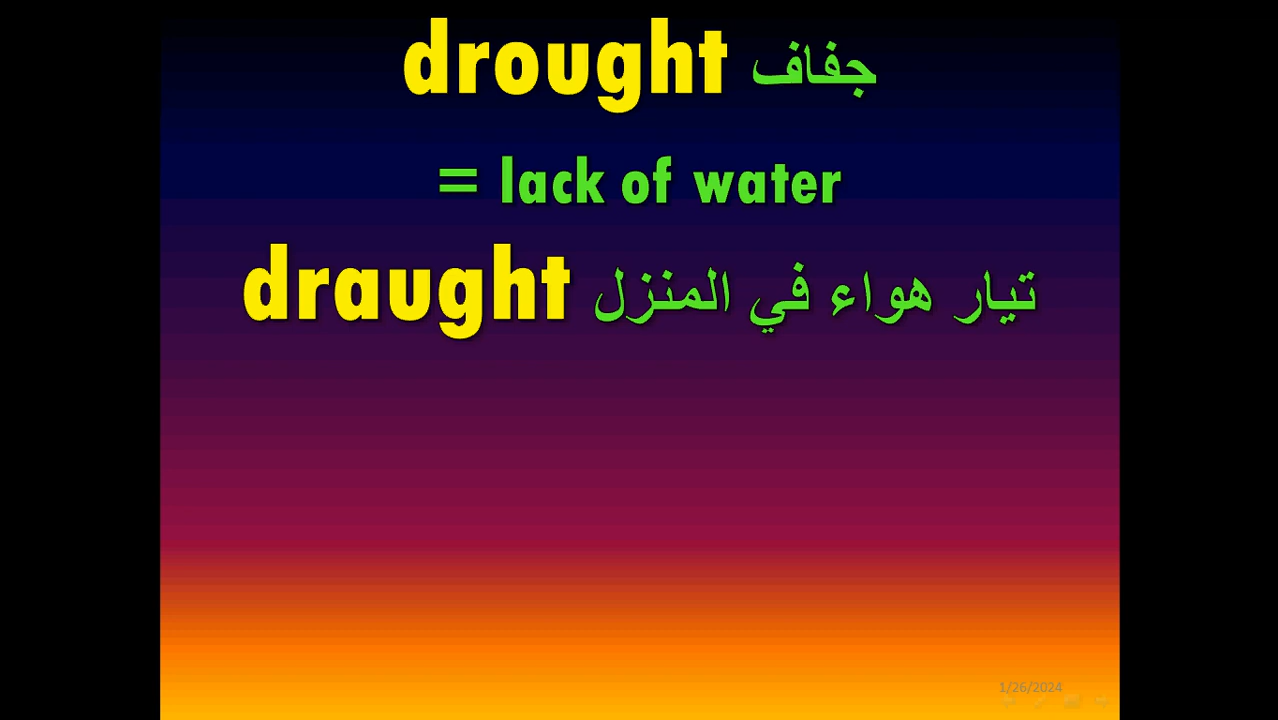 drought جفاف
= lack of water
draught تيار هواء في المنزل
1/26/2024